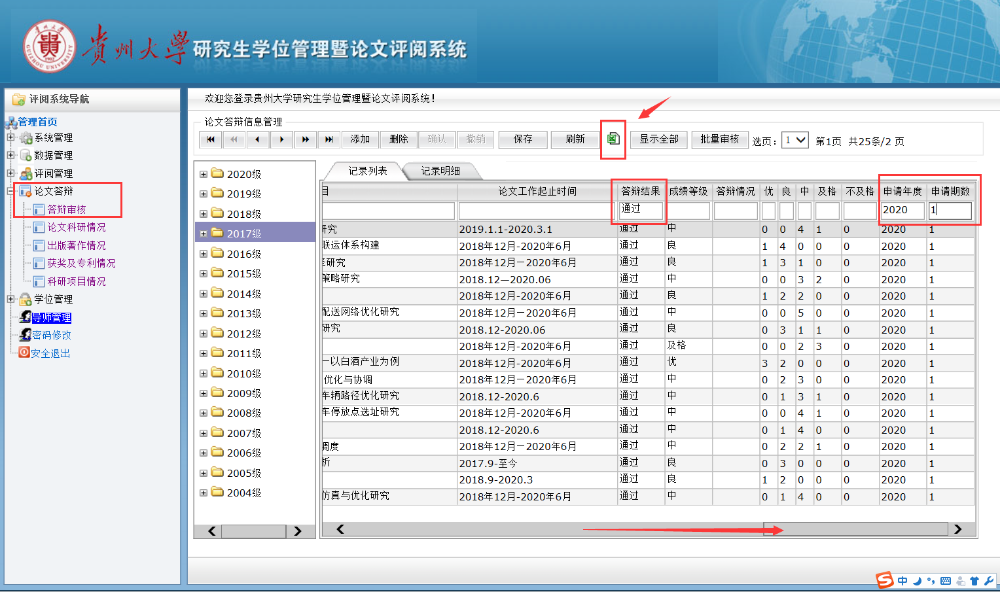 贵州大学 研究生学位管理暨论文评阅系统
GUIZHOU UNIVERSITY
1902
评阅系统导航
管理首页
系统管理
数据管理
评阅管理
论文答辩
答辩审核
论文科研情况
出版著作情况
获奖及专利情况
科研项目情况
学位管理
导师管理
密码修改
安全退出
欢迎您登录贵州大学研究生学位管理暨论文评阅系统!
论文答辩信息管理
添加 删除 确认 撤销 保存 刷新 显示全部 批量审核 选页: 1 第1页 共25条/2 页
2020级
2019级
2018级
2017级
2016级
2015级
2014级
2013级
2012级
2011级
2010级
2009级
2008级
2007级
2006级
2005级
2004级
记录列表 记录明细
目 论文工作起止时间 答辩结果 成绩等级 答辩情况 优 良 中 及格 不及格 申请年度 申请期数
通过 2020 1
研究 2019.1.1-2020.3.1 通过 中 0 0 4 1 0 2020 1
联运体系构建 2018年12月-2020年6月 通过 良 1 4 0 0 0 2020 1
研究 2018年12月—2020年6月 通过 良 1 3 1 0 0 2020 1
策略研究 2018.12—2020.06 通过 中 0 0 3 2 0 2020 1
2018年12月-2020年6月 通过 良 1 2 2 0 0 2020 1
配送网络优化研究 2018年12月—2020年6月 通过 中 0 0 5 0 0 2020 1
研究 2018.12-2020.06 通过 良 0 3 1 1 0 2020 1
2018年12月-2020年6月 通过 及格 0 0 2 3 0 2020 1
—以白酒产业为例 2018年12月-2020年6月 通过 优 3 2 0 0 0 2020 1
优化与协调 2018年12月—2020年6月 通过 中 0 2 3 0 0 2020 1
车辆路径优化研究 2018.12-2020.6 通过 中 0 1 3 1 0 2020 1
车停放点选址研究 2018年12月-2020年6月 通过 中 0 0 4 1 0 2020 1
2018.12-2020.6 通过 中 0 1 4 0 0 2020 1
调度 2018年12月—2020年6月 通过 中 0 2 2 1 0 2020 1
析 2017.9-至今 通过 良 0 3 0 0 0 2020 1
2018.9-2020.3 通过 良 1 2 0 0 0 2020 1
仿真与优化研究 2018年12月-2020年6月 通过 中 0 1 4 0 0 2020 1
中